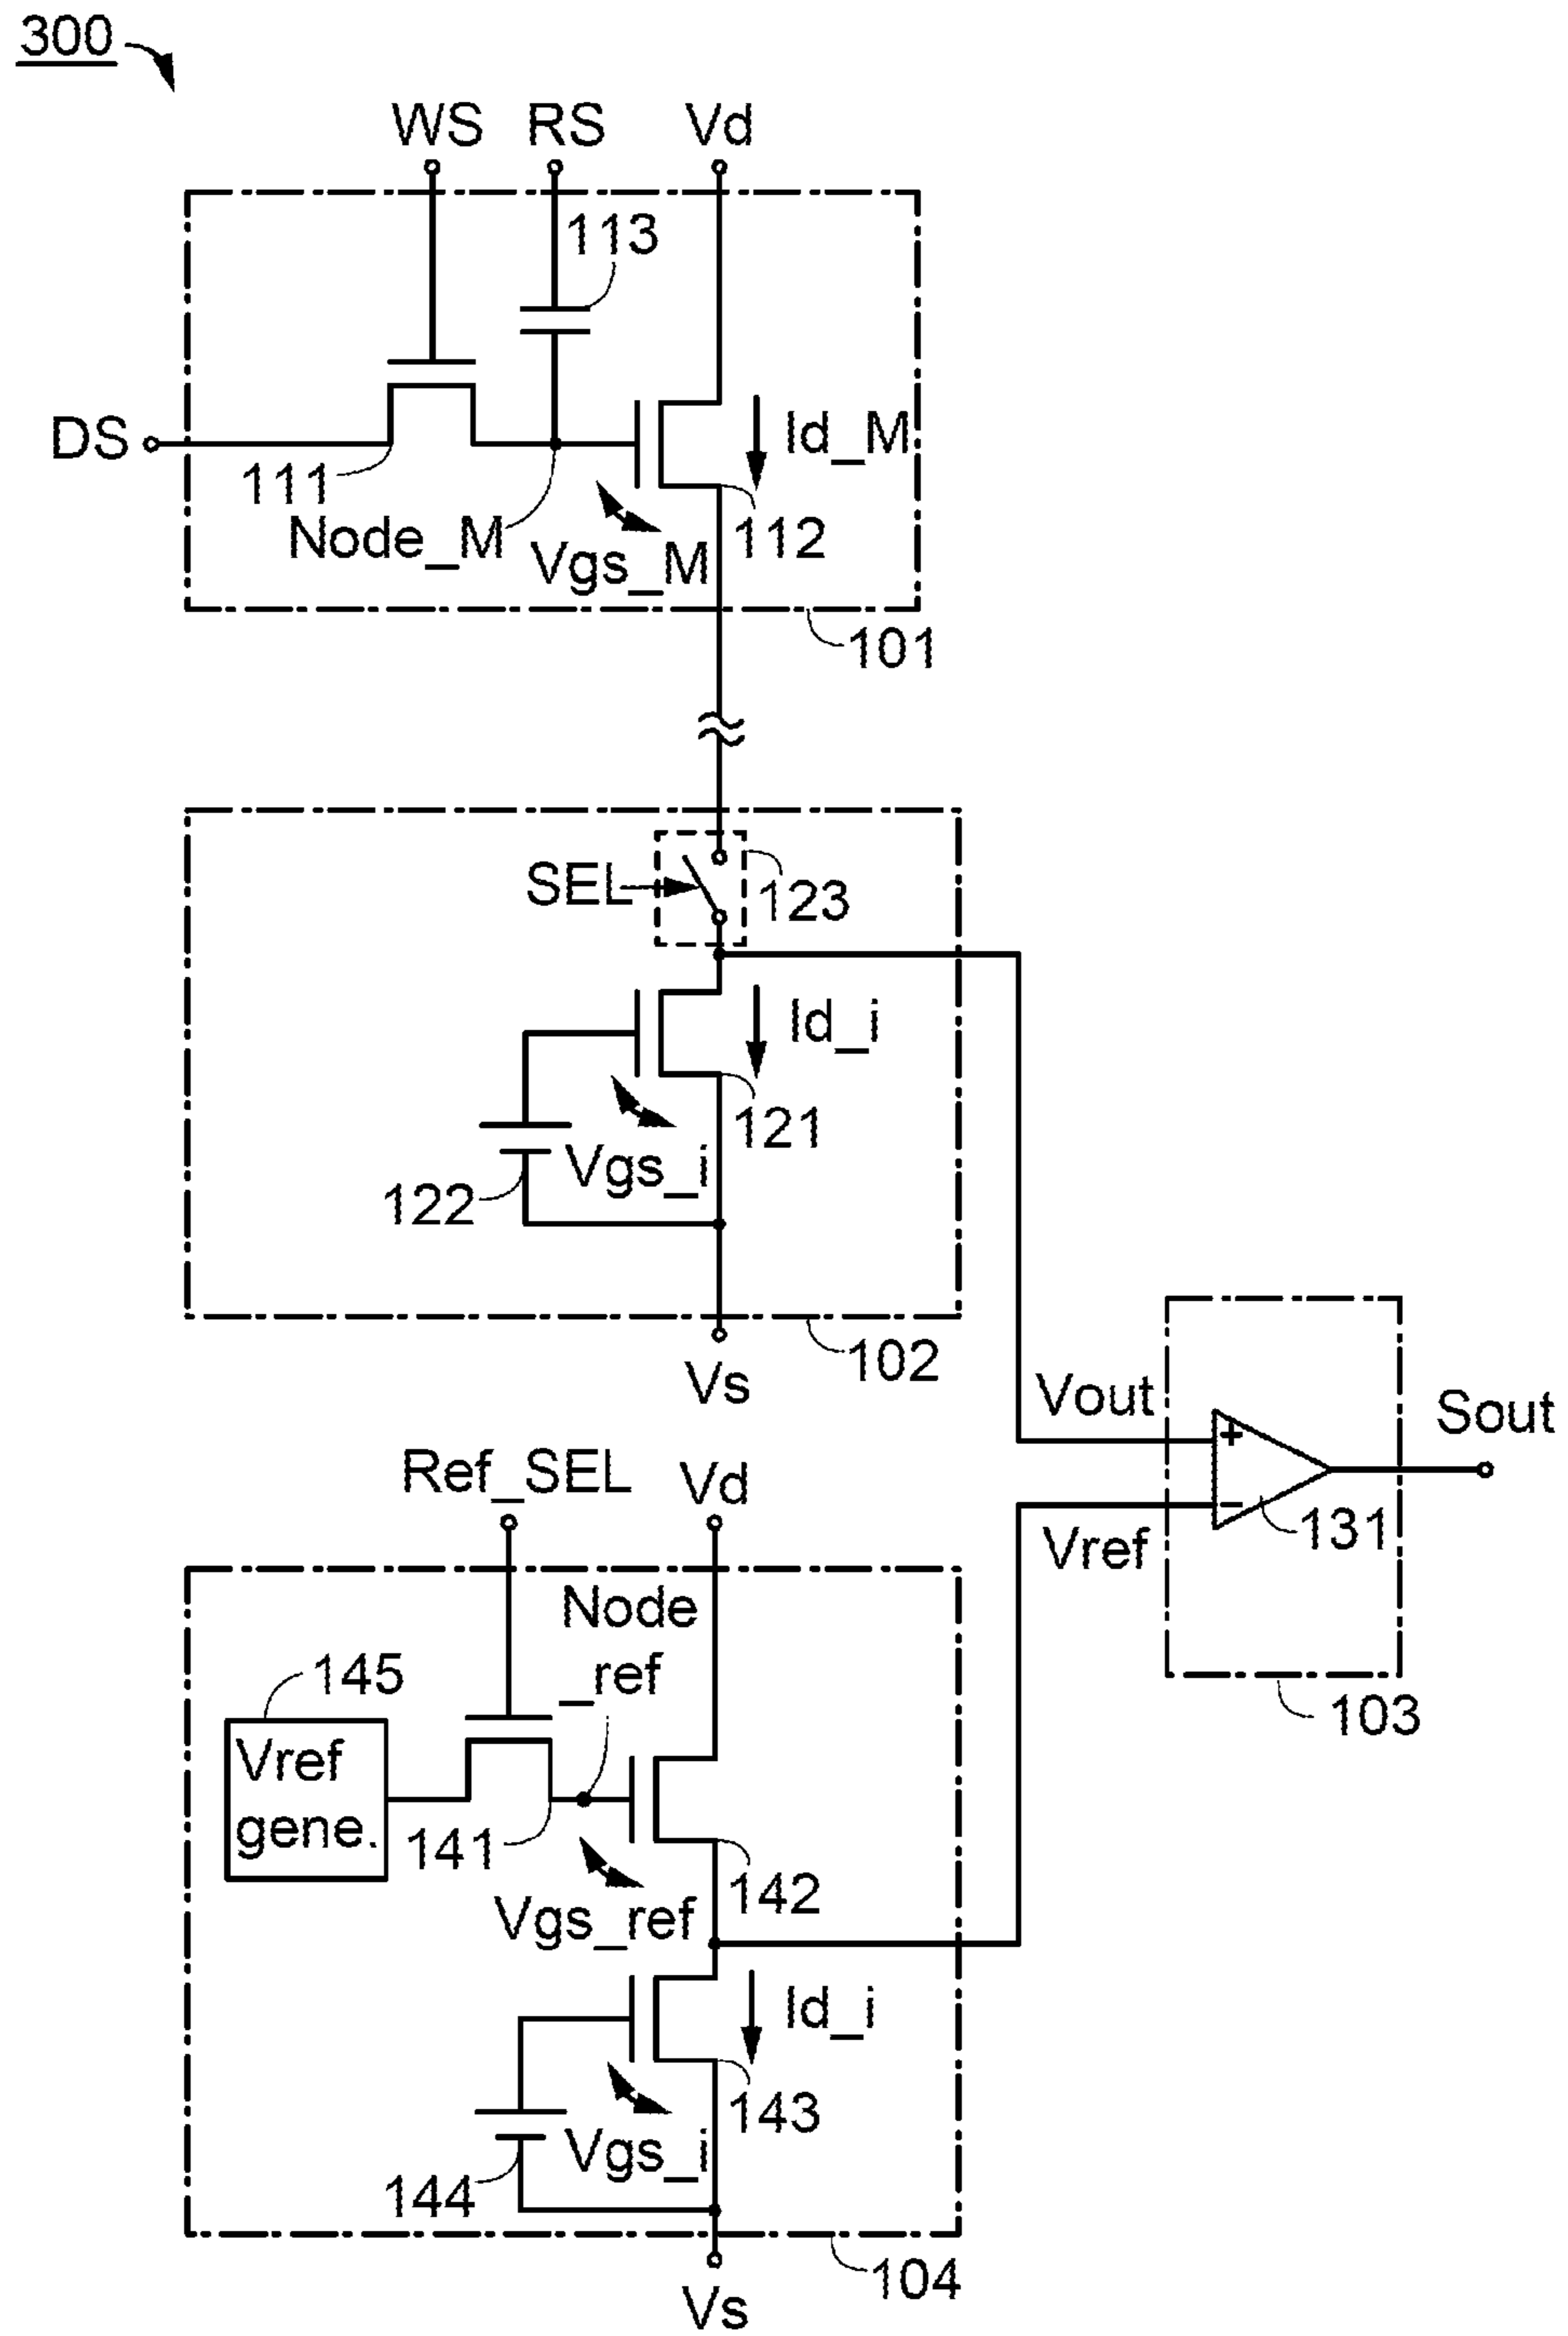 300
WS RS Vd
113
DS
Id_M
111
Node_M
112
Vgs_M
101
SEL
123
Id_i
121
Vgs_i
122
102
Vs
Vout
Sout
+
-
131
Vref
103
Ref_SEL
Vd
Node
_ref
145
Vref
gene.
141
142
Vgs_ref
Id_i
143
Vgs_i
144
104
Vs